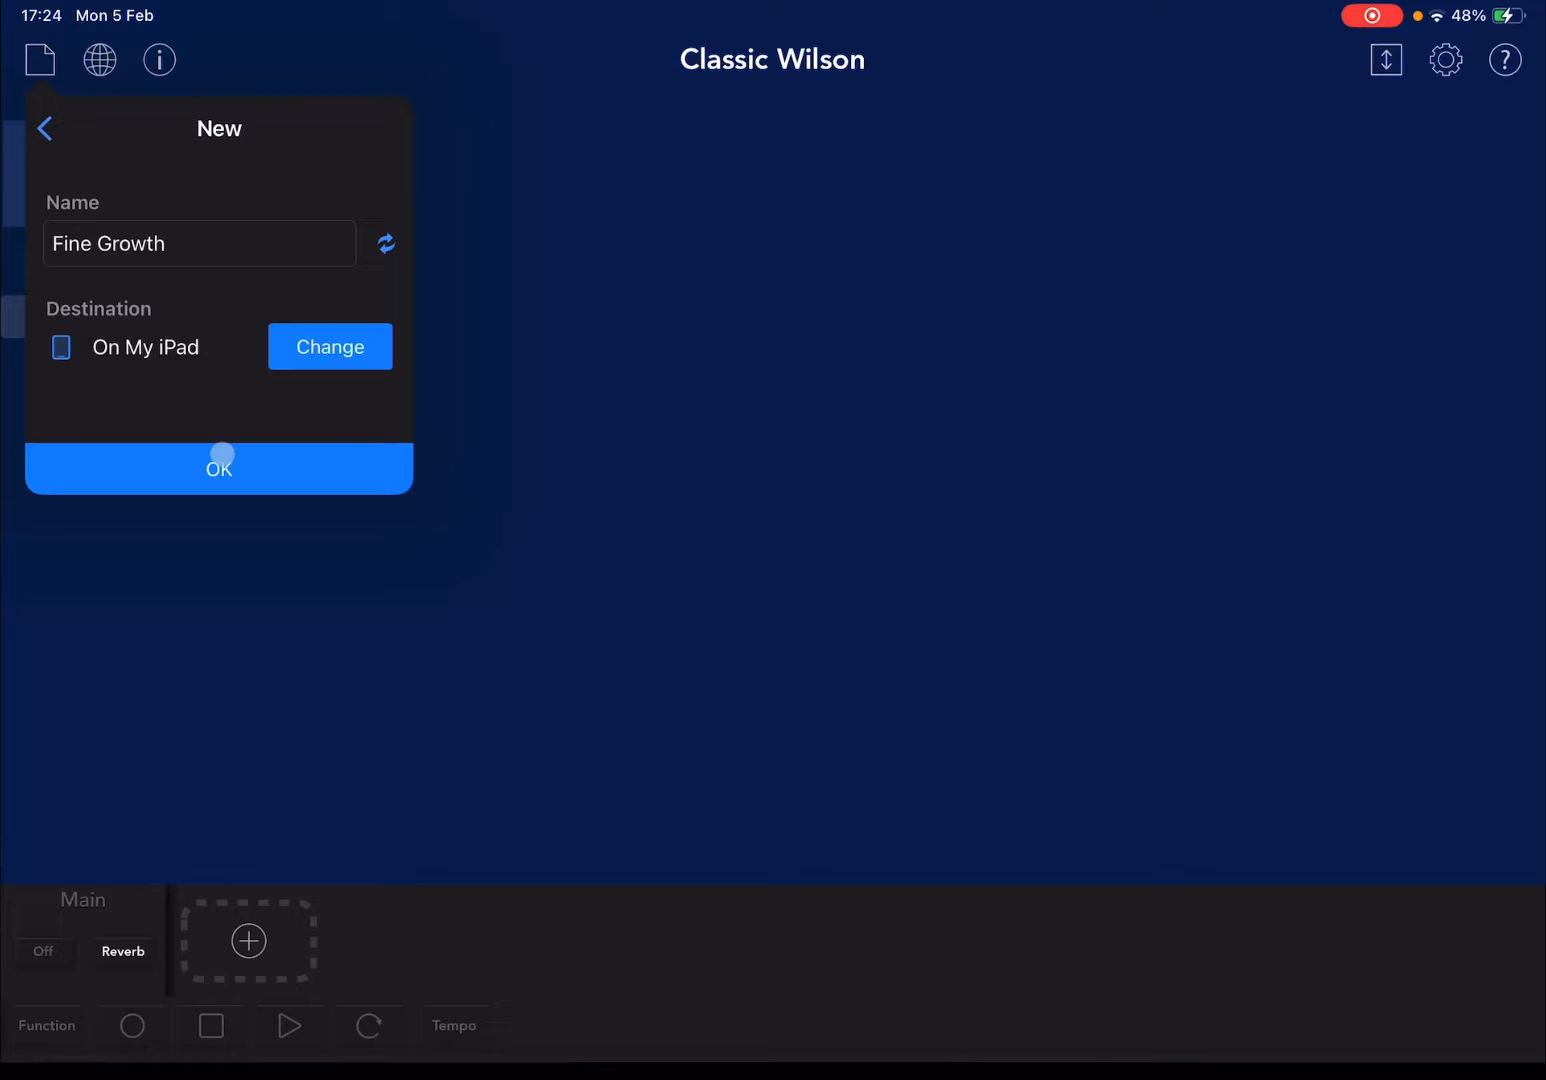 17:24 Mon 5 Feb
48%
Classic Wilson
New
Name
Fine Growth
Destination
On My iPad
Change
OK
Main
Off
Reverb
Function
Tempo